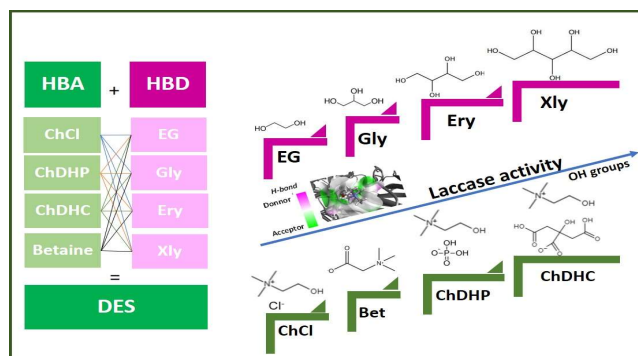 HBA + HBD
ChCl EG
ChDHP Gly
ChDHC Ery
Betaine Xly
=
DES
OH OH OH
HO OH
OH
Xly
OH
HO OH
OH
Ery
OH
HO OH
Gly
HO OH
EG
H-bond
Donnor
Acceptor
Laccase activity
OH groups
N⁺ OH
Cl⁻
ChCl
O N⁺
O
Bet
N⁺ OH
OH
HO-P=O
OH
ChDHP
N⁺ OH
O OH O
HO O⁻
O OH
ChDHC